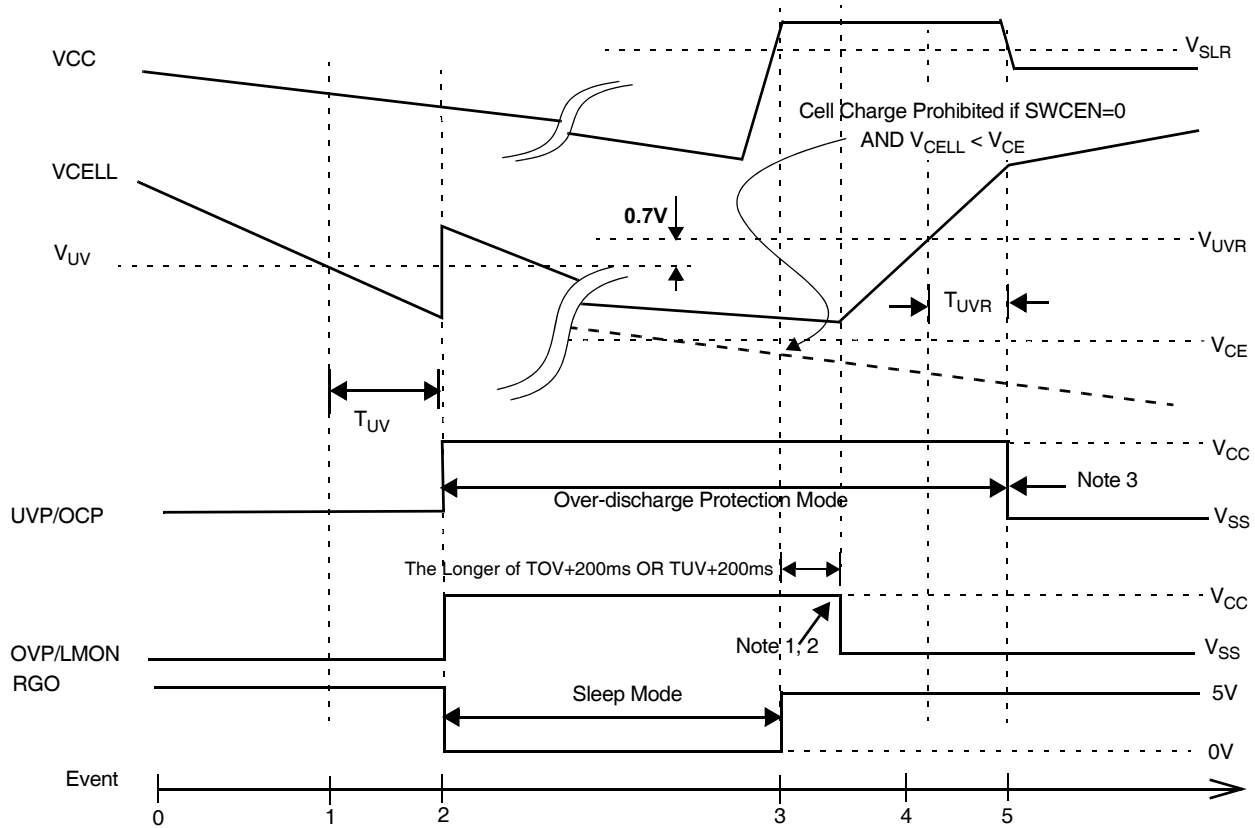 VCC
V_SLR
Cell Charge Prohibited if SWCEN=0
AND V_CELL < V_CE
VCELL
0.7V
V_UV
V_UVR
T_UVR
V_CE
T_UV
V_CC
Note 3
Over-discharge Protection Mode
UVP/OCP
V_SS
The Longer of TOV+200ms OR TUV+200ms
V_CC
Note 1, 2
OVP/LMON
V_SS
RGO
Sleep Mode
5V
0V
Event
0 1 2 3 4 5